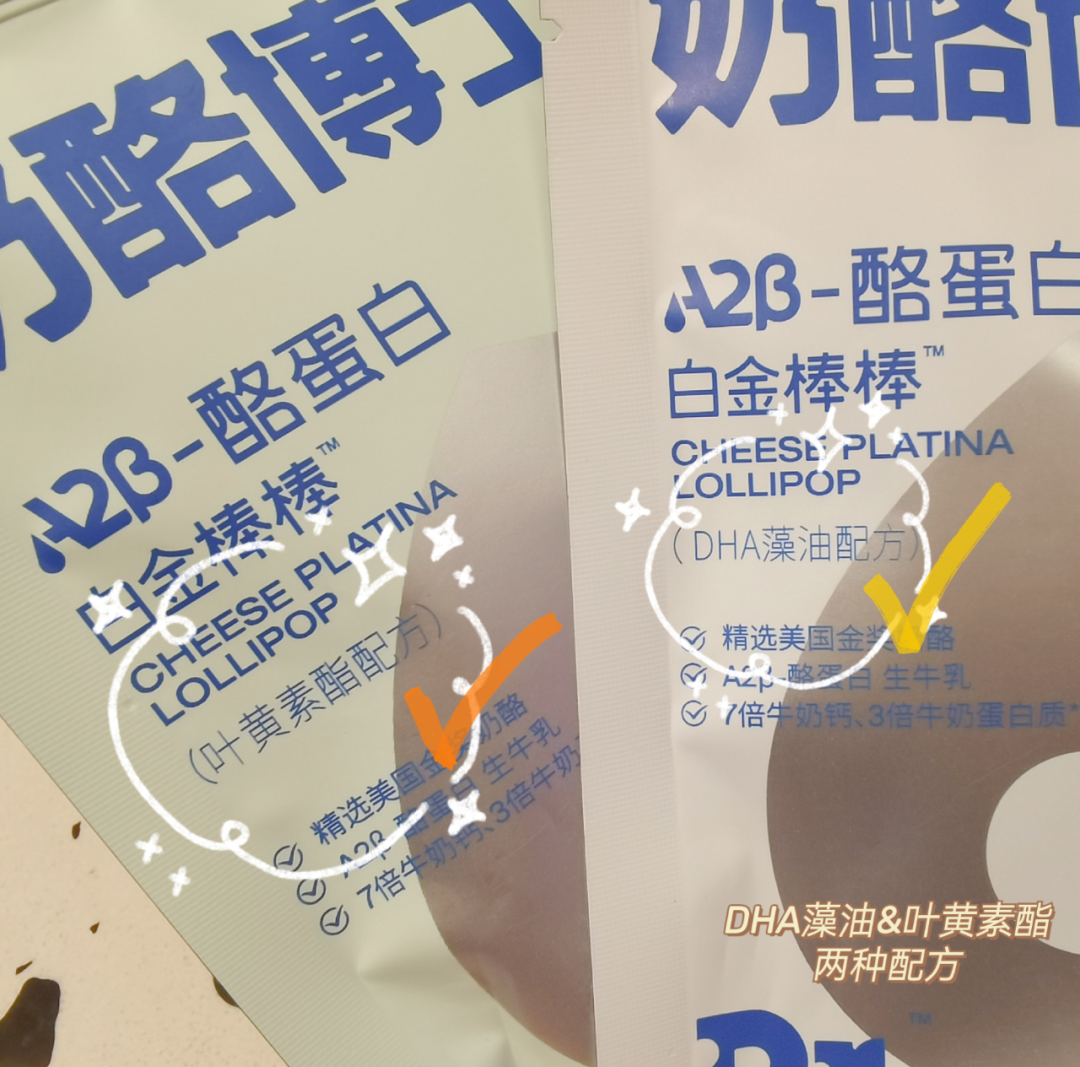 奶酪博士
A2β-酪蛋白
白金棒棒™
CHEESE PLATINA
LOLLIPOP
(叶黄素酯配方)
精选美国金奖奶酪
A2β-酪蛋白 生牛乳
7倍牛奶钙、3倍牛奶
奶酪
A2β-酪蛋白
白金棒棒™
CHEESE PLATINA
LOLLIPOP
(DHA藻油配方)
精选美国金奖奶酪
A2β-酪蛋白 生牛乳
7倍牛奶钙、3倍牛奶蛋白质*
DHA藻油&叶黄素酯
两种配方
TM
Dr